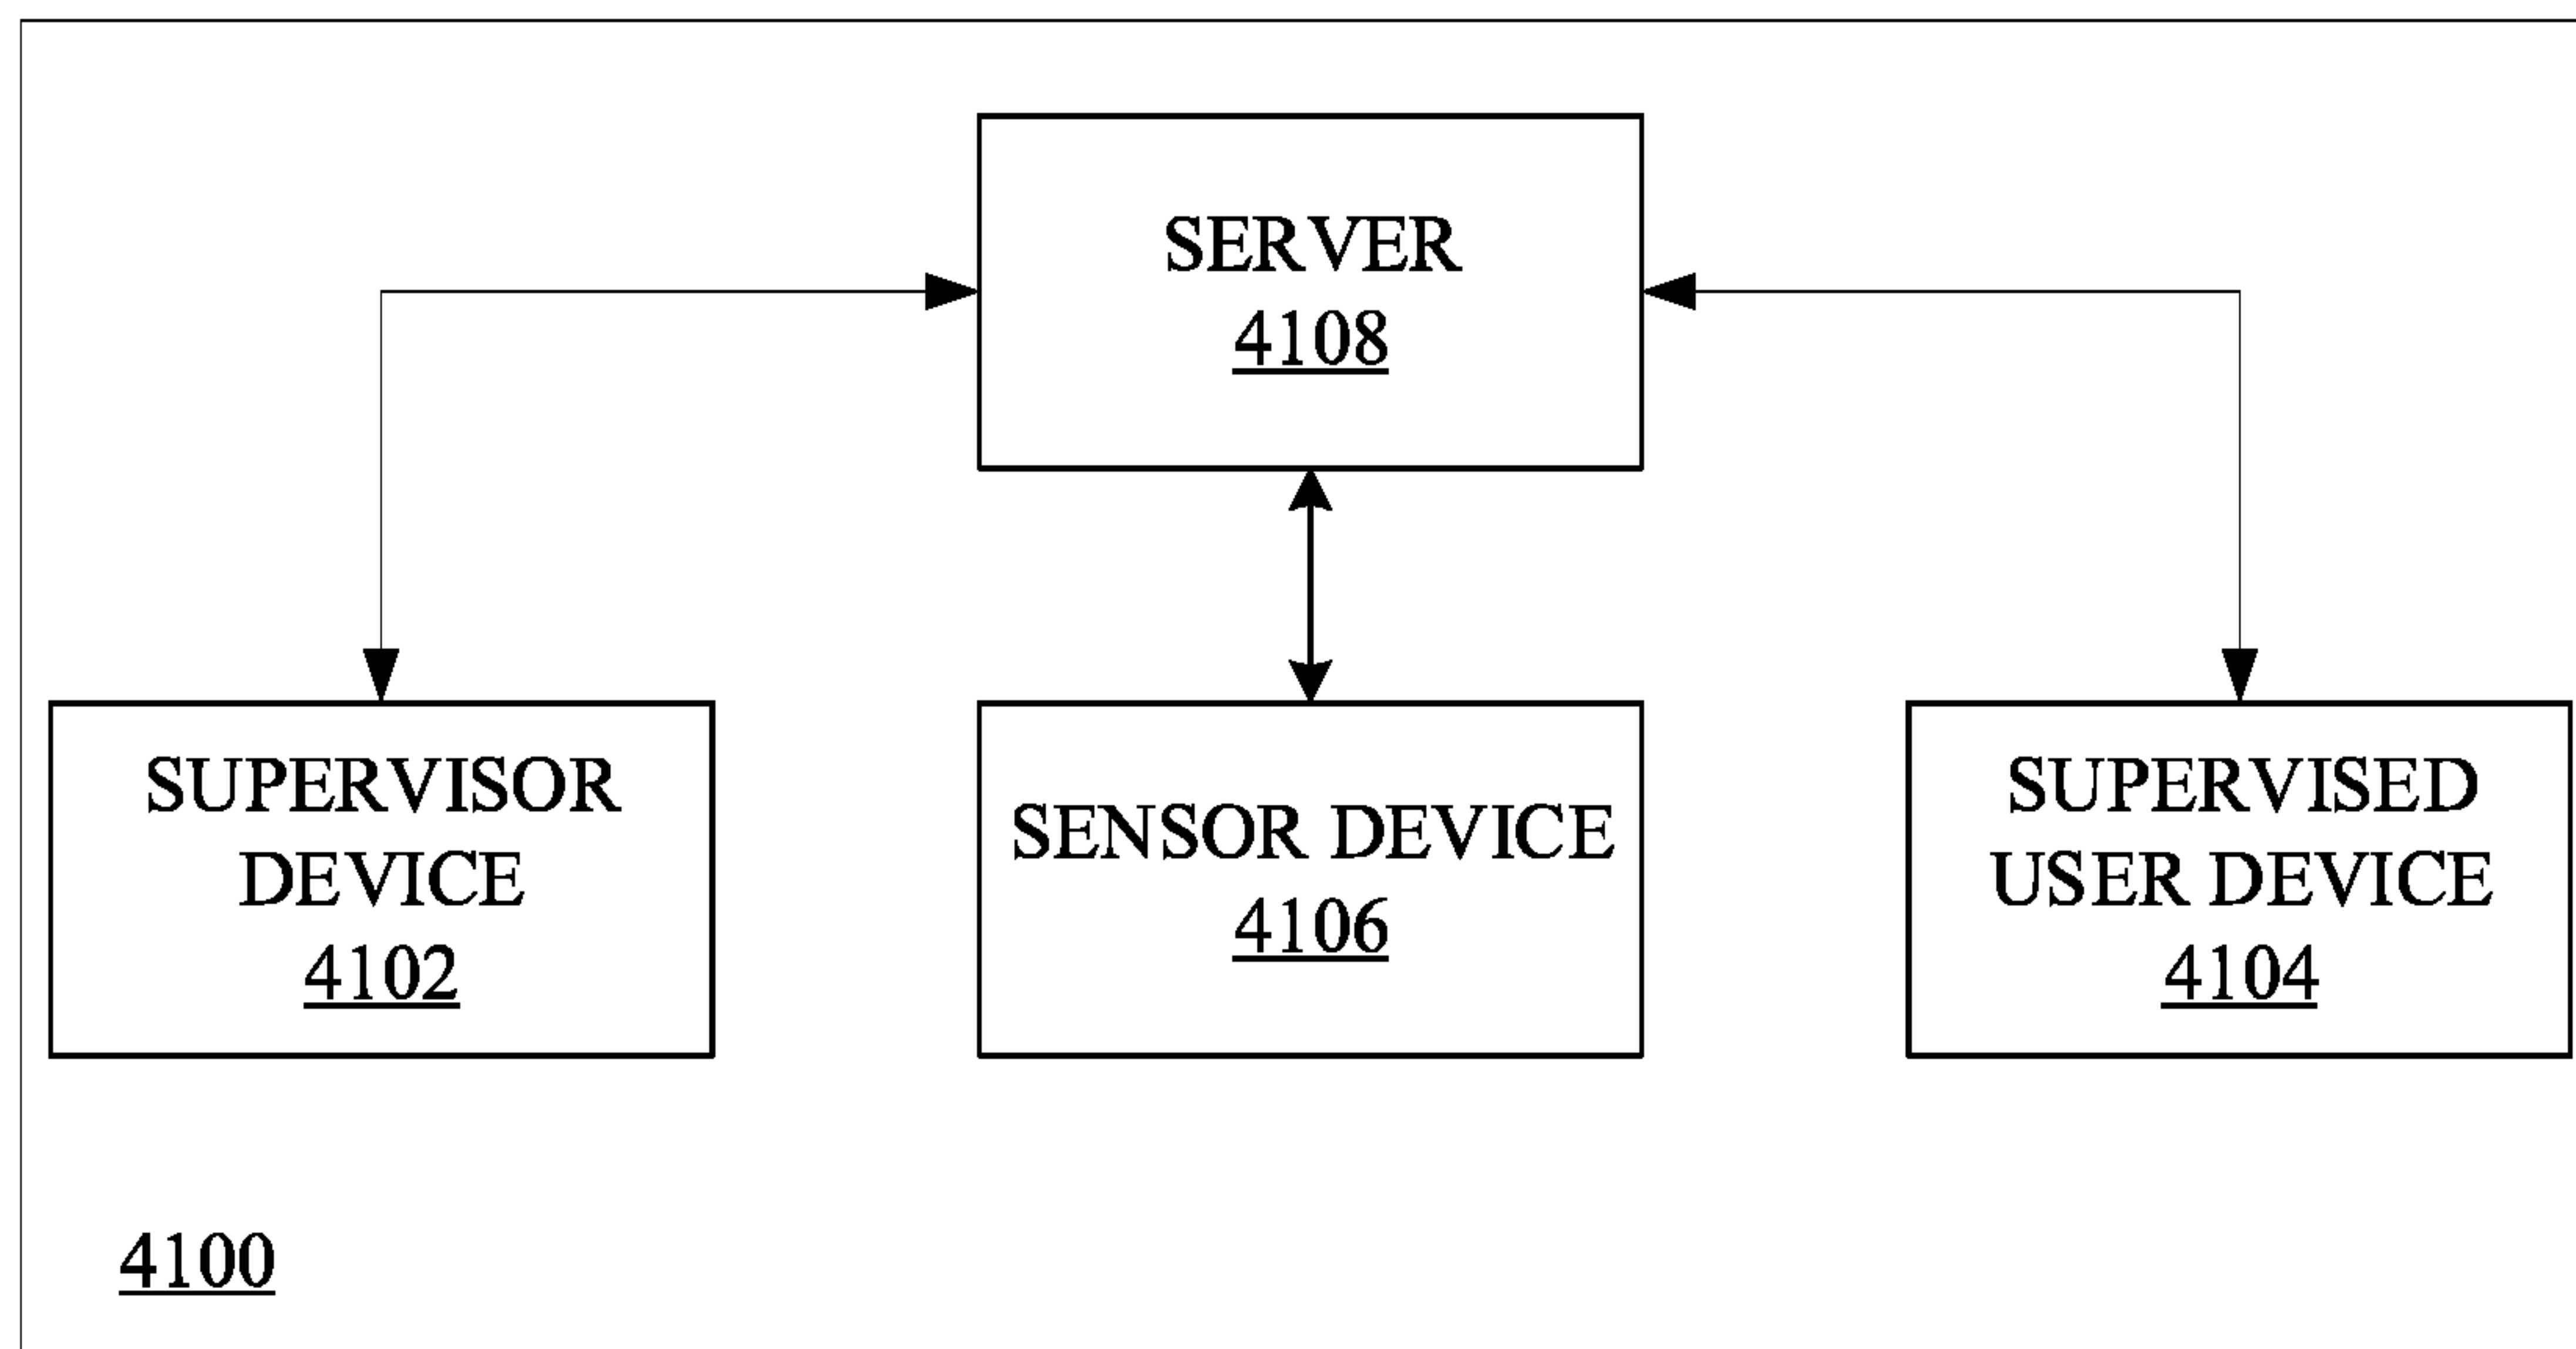 SERVER
4108
SUPERVISOR
DEVICE
4102
SENSOR DEVICE
4106
SUPERVISED
USER DEVICE
4104
4100